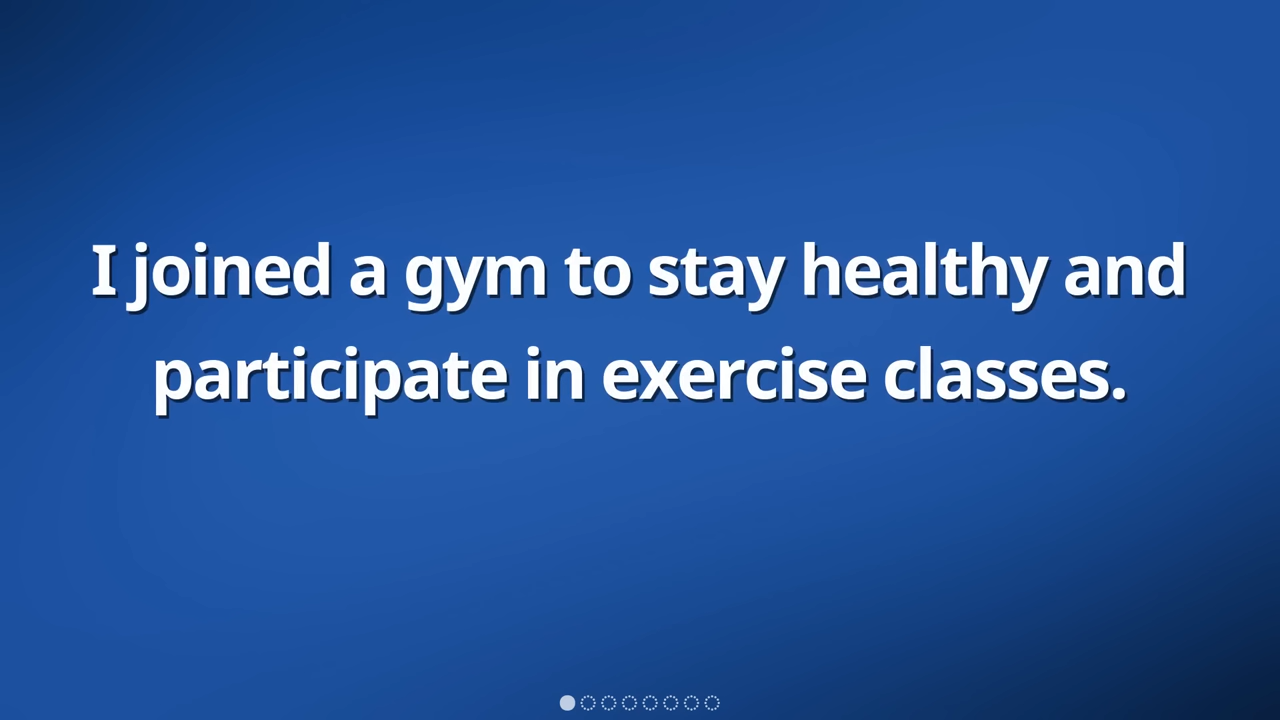 I joined a gym to stay healthy and
participate in exercise classes.